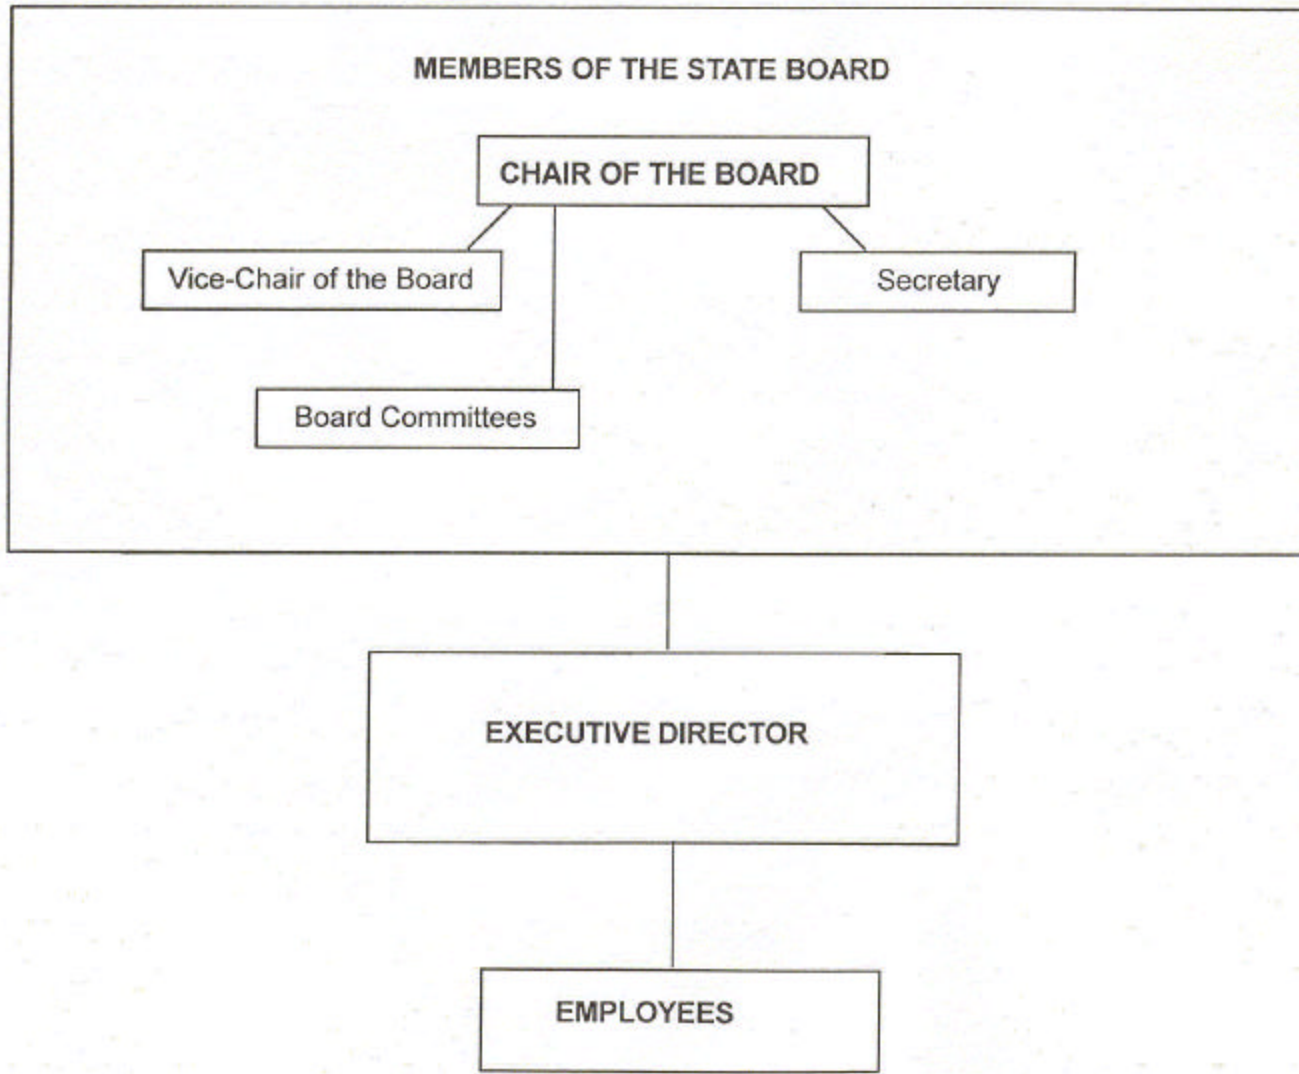 MEMBERS OF THE STATE BOARD
CHAIR OF THE BOARD
Vice-Chair of the Board
Secretary
Board Committees
EXECUTIVE DIRECTOR
EMPLOYEES